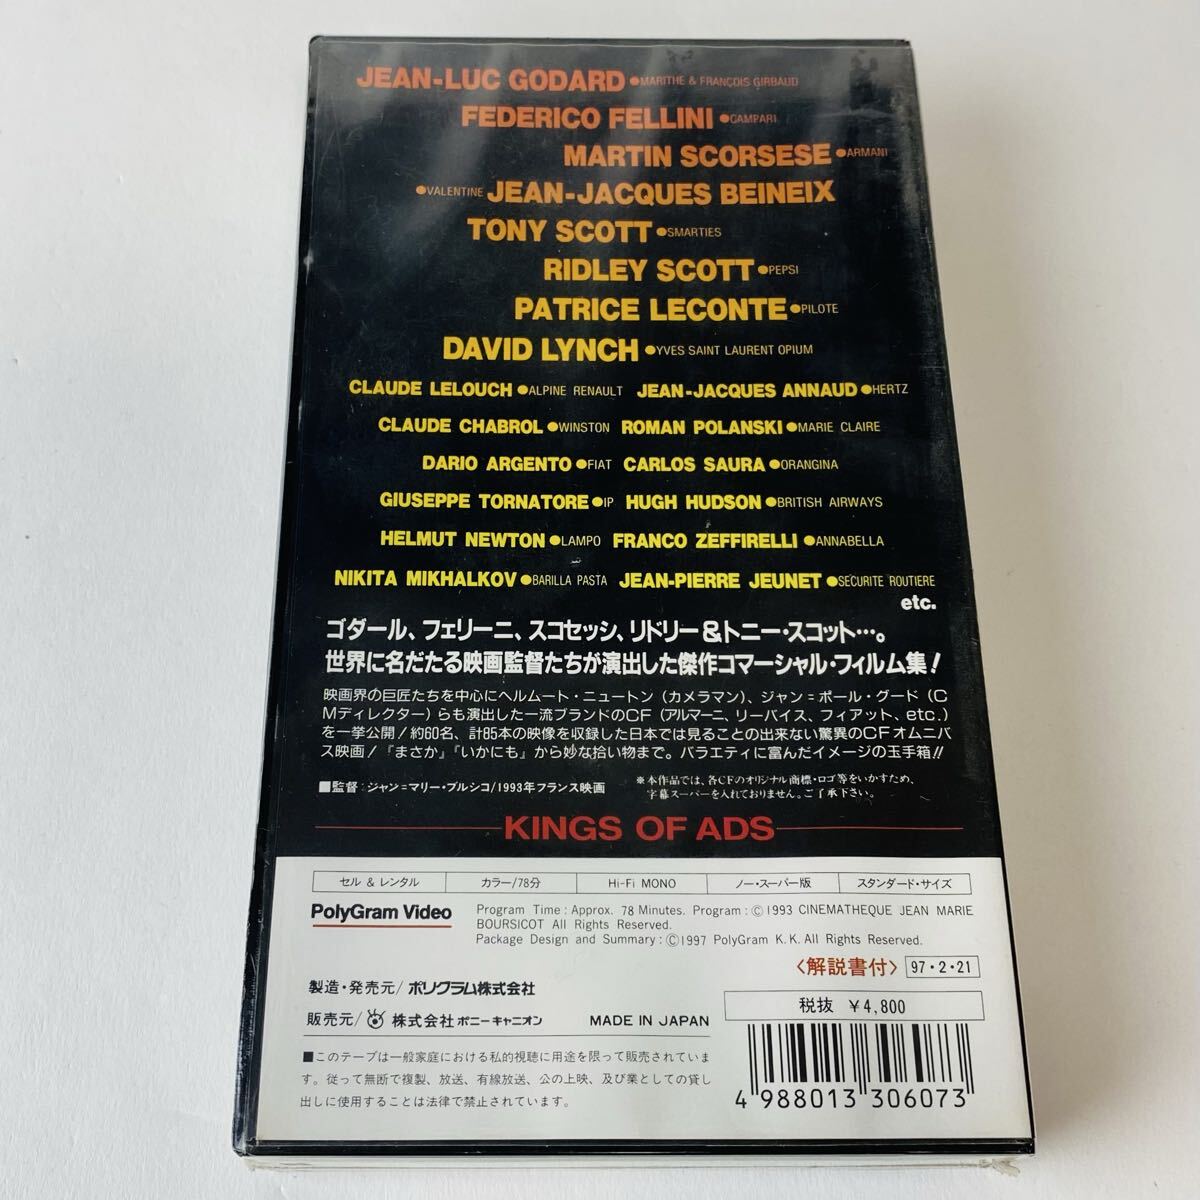 JEAN-LUC GODARD ●MARITHE & FRANÇOIS GIRBAUD
FEDERICO FELLINI ●CAMPARI
MARTIN SCORSESE ●ARMANI
●VALENTINE JEAN-JACQUES BEINEIX
TONY SCOTT ●SMARTIES
RIDLEY SCOTT ●PEPSI
PATRICE LECONTE ●PILOTE
DAVID LYNCH ●YVES SAINT LAURENT OPIUM
CLAUDE LELOUCH ●ALPINE RENAULT JEAN-JACQUES ANNAUD ●HERTZ
CLAUDE CHABROL ●WINSTON ROMAN POLANSKI ●MARIE CLAIRE
DARIO ARGENTO ●FIAT CARLOS SAURA ●ORANGINA
GIUSEPPE TORNATORE ●IP HUGH HUDSON ●BRITISH AIRWAYS
HELMUT NEWTON ●LAMPO FRANCO ZEFFIRELLI ●ANNABELLA
NIKITA MIKHALKOV ●BARILLA PASTA JEAN-PIERRE JEUNET ●SECURITE ROUTIERE
etc.
ゴダール、フェリーニ、スコセッシ、リドリー&トニー・スコット…。
世界に名だたる映画監督たちが演出した傑作コマーシャル・フィルム集!
映画界の巨匠たちを中心にヘルムート・ニュートン(カメラマン)、ジャン=ポール・グード(C
Mディレクター)らも演出した一流ブランドのCF(アルマーニ、リーバイス、フィアット、etc.)
を一挙公開!約60名、計85本の映像を収録した日本では見ることの出来ない驚異のCFオムニバ
ス映画!『まさか』『いかにも』から妙な拾い物まで。バラエティに富んだイメージの玉手箱!!
■監督:ジャン=マリー・ブルシコ/1993年フランス映画
※本作品では、各CFのオリジナル商標・ロゴ等をいかすため、
字幕スーパーを入れておりません。ご了承下さい。
KINGS OF ADS
セル & レンタル カラー/78分 Hi-Fi MONO ノー・スーパー版 スタンダード・サイズ
PolyGram Video
Program Time : Approx. 78 Minutes. Program : Ⓒ 1993 CINEMATHEQUE JEAN MARIE
BOURSICOT All Rights Reserved.
Package Design and Summary : Ⓒ1997 PolyGram K.K. All Rights Reserved.
〈解説書付〉 97・2・21
製造・発売元/ ポリグラム株式会社
税抜 ¥4,800
販売元/ 株式会社 ポニーキャニオン MADE IN JAPAN
■このテープは一般家庭における私的視聴に用途を限って販売されていま
す。従って無断で複製、放送、有線放送、公の上映、及び業としての貸し
出しに使用することは法律で禁止されています。
4 988013 306073